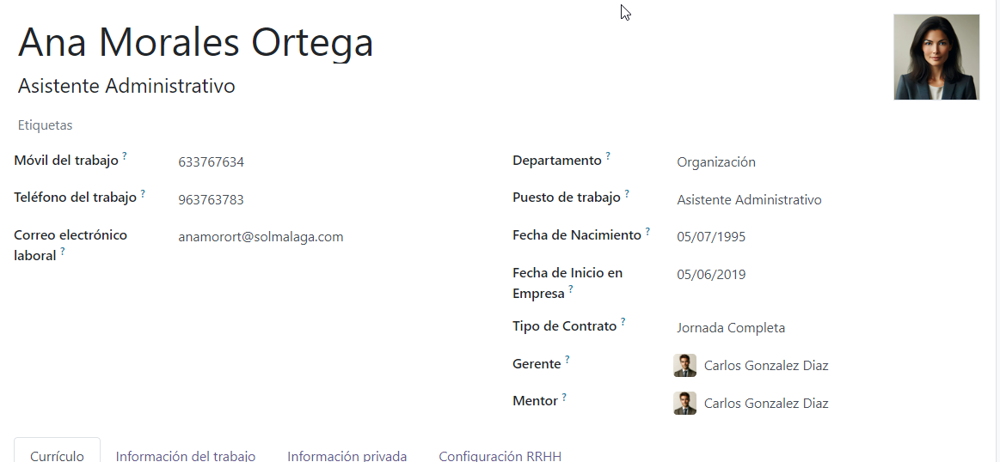 Ana Morales Ortega
Asistente Administrativo
Etiquetas
Móvil del trabajo ? 633767634
Teléfono del trabajo ? 963763783
Correo electrónico laboral ? anamorort@solmalaga.com
Departamento ? Organización
Puesto de trabajo ? Asistente Administrativo
Fecha de Nacimiento ? 05/07/1995
Fecha de Inicio en Empresa ? 05/06/2019
Tipo de Contrato ? Jornada Completa
Gerente ? Carlos Gonzalez Diaz
Mentor ? Carlos Gonzalez Diaz
Currículo Información del trabajo Información privada Configuración RRHH